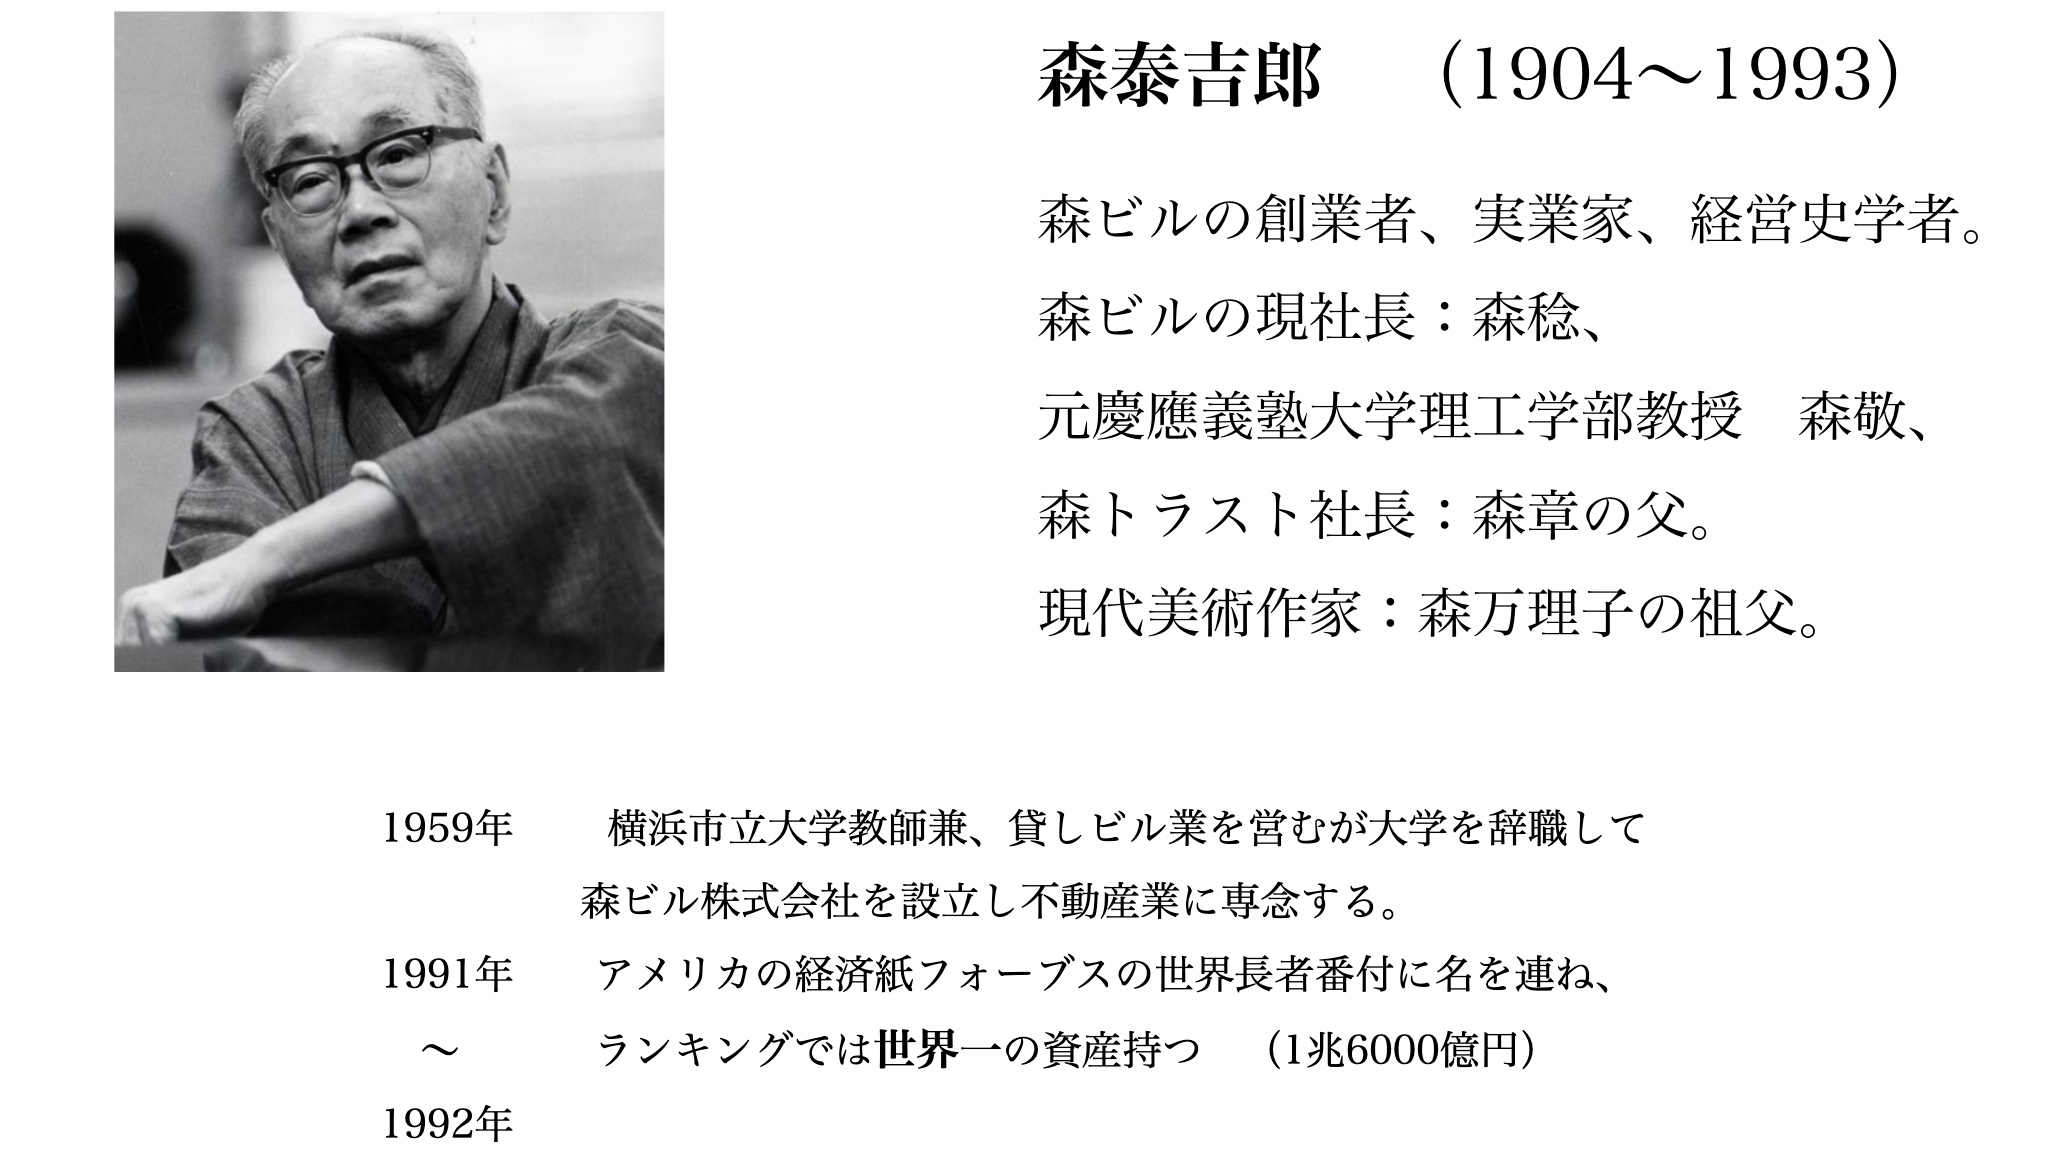 森泰吉郎　（1904〜1993）
森ビルの創業者、実業家、経営史学者。
森ビルの現社長：森稔、
元慶應義塾大学理工学部教授　森敬、
森トラスト社長：森章の父。
現代美術作家：森万理子の祖父。
1959年　横浜市立大学教師兼、貸しビル業を営むが大学を辞職して
森ビル株式会社を設立し不動産業に専念する。
1991年　アメリカの経済紙フォーブスの世界長者番付に名を連ね、
〜　ランキングでは世界一の資産持つ　（1兆6000億円）
1992年